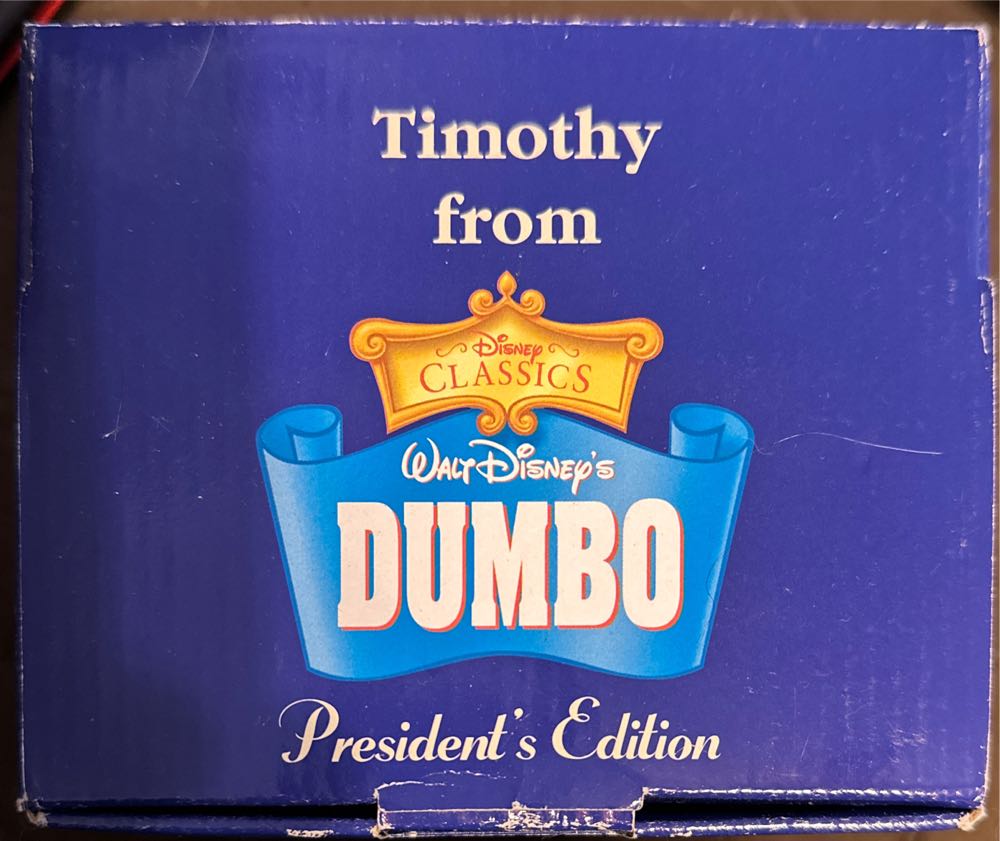 Timothy
from
Disney
CLASSICS
Walt Disney's
DUMBO
President's Edition